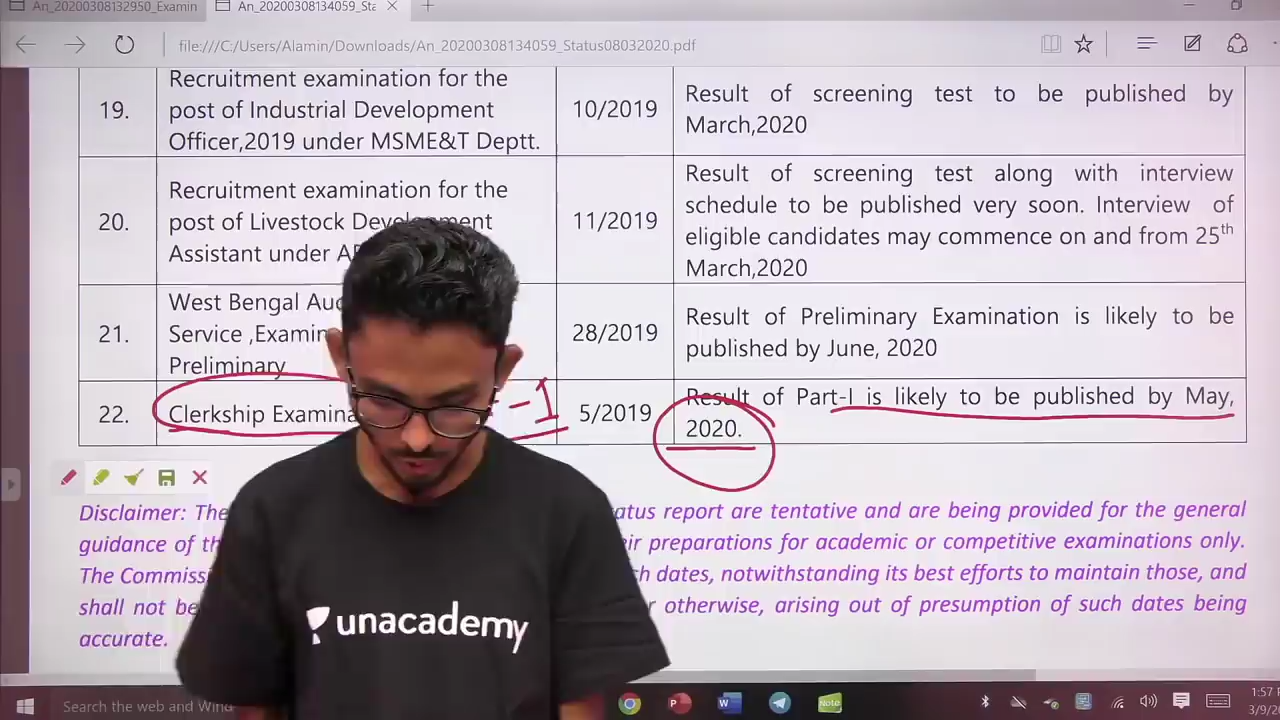 An_20200308132950_Examin
An_20200308134059_Sta
file:///C:/Users/Alamin/Downloads/An_20200308134059_Status08032020.pdf
19.
Recruitment examination for the
post of Industrial Development
Officer,2019 under MSME&T Deptt.
10/2019
Result of screening test to be published by
March,2020
20.
Recruitment examination for the
post of Livestock
Assistant under
11/2019
Result of screening test along with interview
schedule to be published very soon. Interview of
eligible candidates may commence on and from 25th
March,2020
21.
West Bengal
Service ,
Preliminary
28/2019
Result of Preliminary Examination is likely to be
published by June, 2020
22.
Clerkship
-1
5/2019
Result of Part-I is likely to be published by May,
2020.
Disclaimer: The report are tentative and are being provided for the general
guidance of preparations for academic or competitive examinations only.
The dates, notwithstanding its best efforts to maintain those, and
shall not be otherwise, arising out of presumption of such dates being
accurate.
unacademy
Search the web and Wind
Note
1:57
3/9/